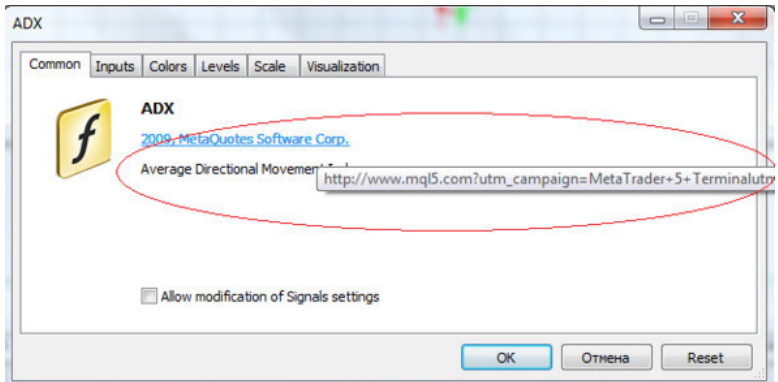 ADX
Common Inputs Colors Levels Scale Visualization
ADX
2009, MetaQuotes Software Corp.
Average Directional
http://www.mql5.com?utm_campaign=MetaTrader+5+Terminalutm
Allow modification of Signals settings
OK Отмена Reset